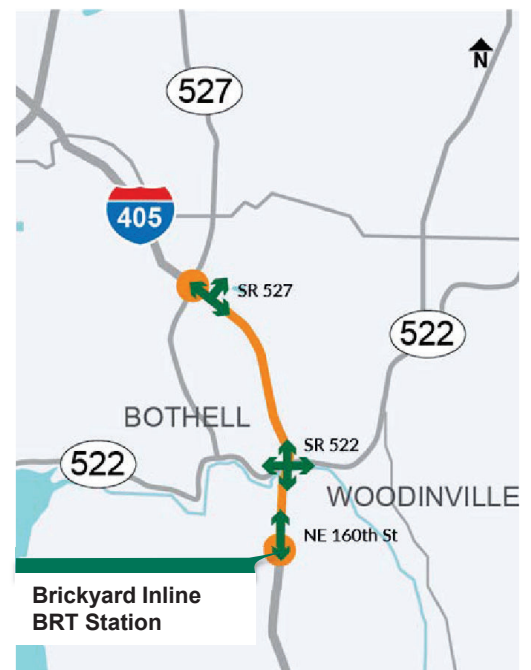 N
527
405
SR 527
522
BOTHELL
SR 522
522
WOODINVILLE
NE 160th St
Brickyard Inline
BRT Station